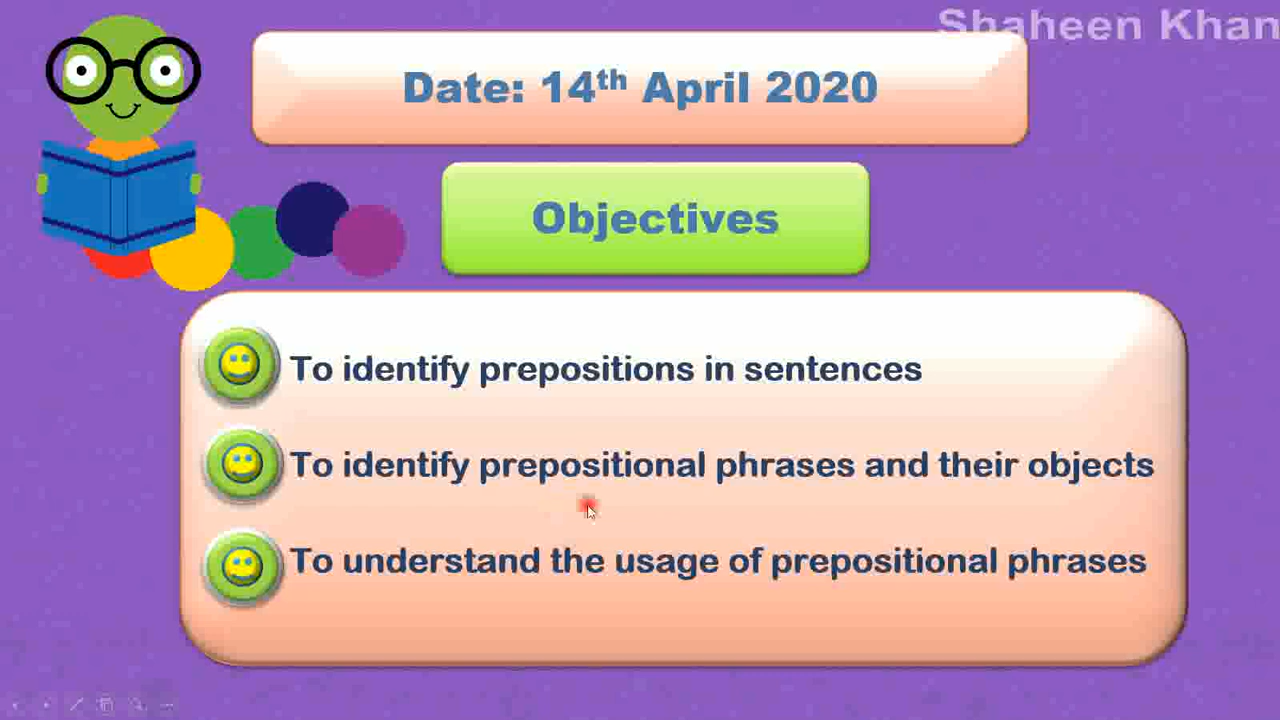 Shaheen Khan
Date: 14th April 2020
Objectives
To identify prepositions in sentences
To identify prepositional phrases and their objects
To understand the usage of prepositional phrases